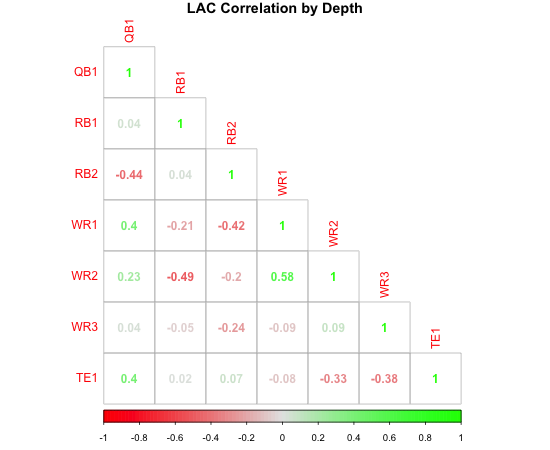 LAC Correlation by Depth
QB1
QB1 1 RB1
RB1 0.04 1 RB2
RB2 -0.44 0.04 1 WR1
WR1 0.4 -0.21 -0.42 1 WR2
WR2 0.23 -0.49 -0.2 0.58 1 WR3
WR3 0.04 -0.05 -0.24 -0.09 0.09 1 TE1
TE1 0.4 0.02 0.07 -0.08 -0.33 -0.38 1
-1 -0.8 -0.6 -0.4 -0.2 0 0.2 0.4 0.6 0.8 1